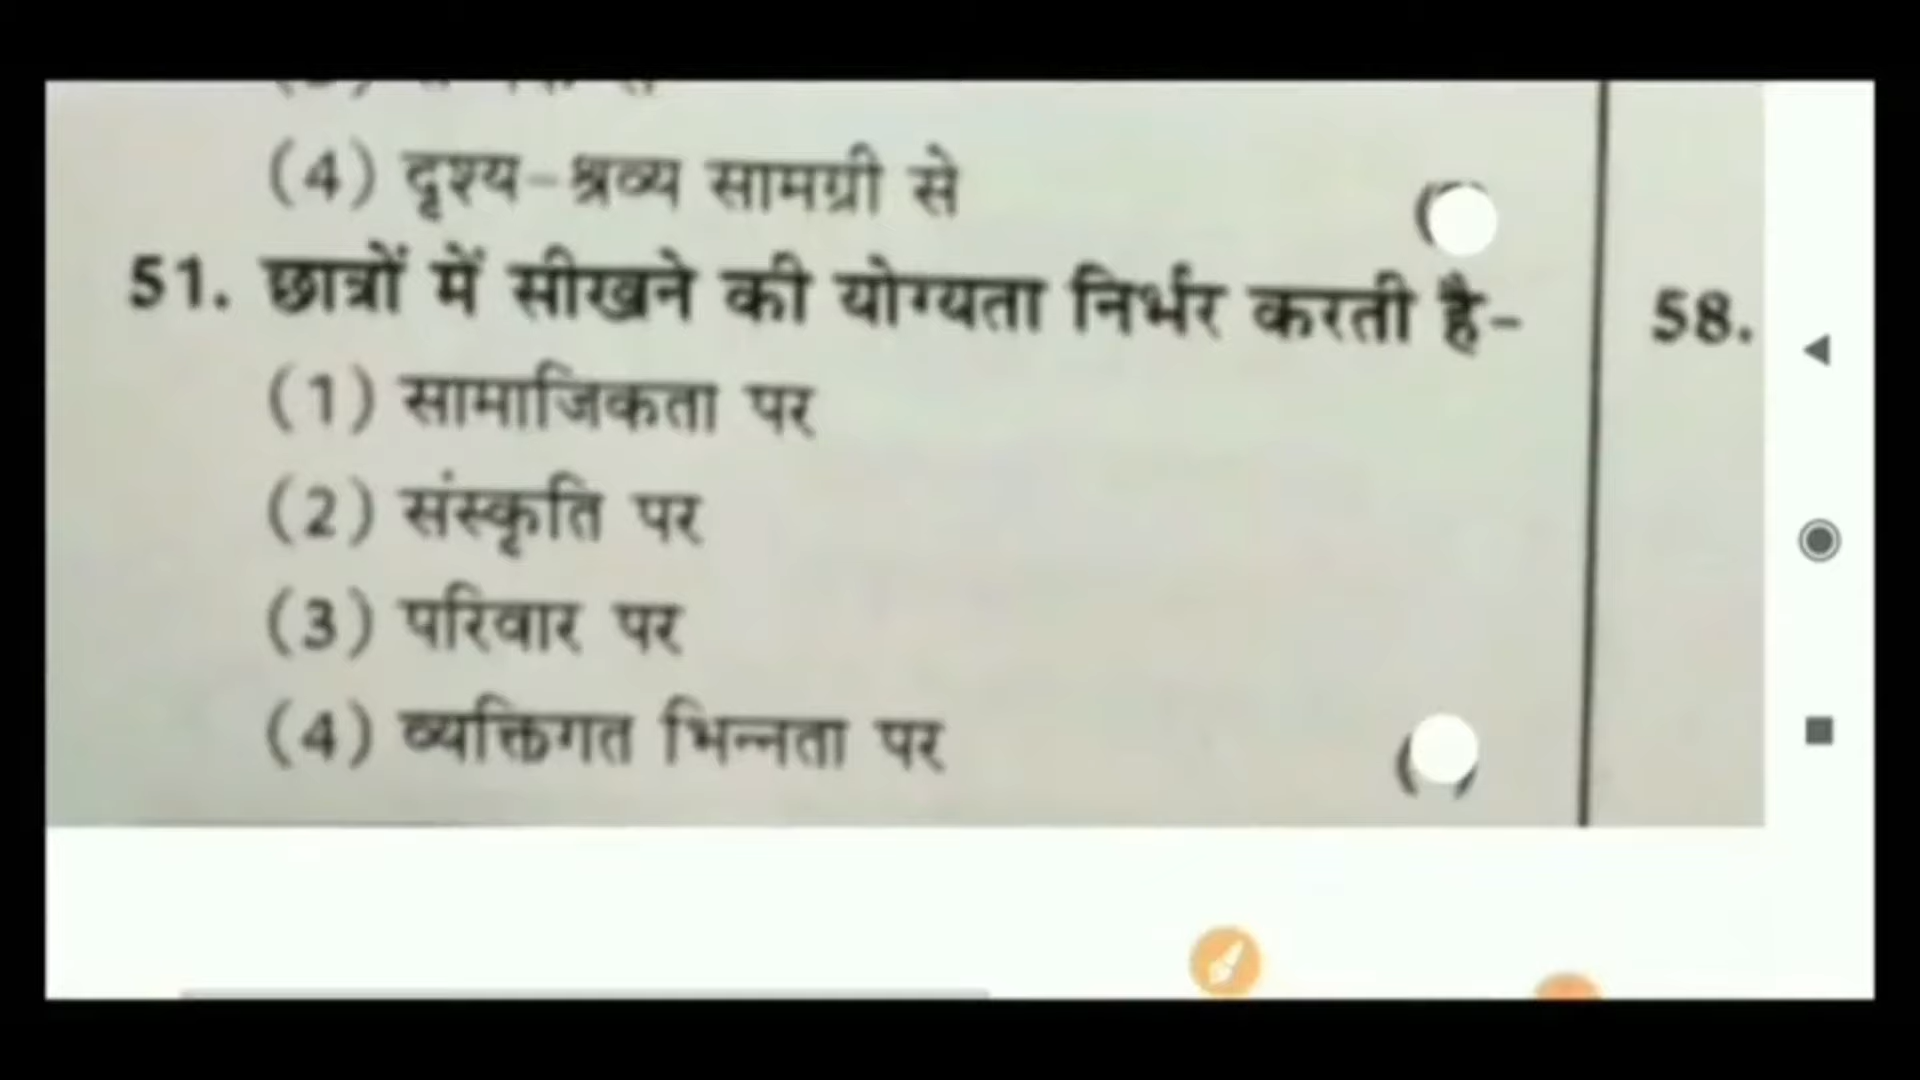 (4) दृश्य-श्रव्य सामग्री से
51. छात्रों में सीखने की योग्यता निर्भर करती है-
(1) सामाजिकता पर
(2) संस्कृति पर
(3) परिवार पर
(4) व्यक्तिगत भिन्नता पर
58.